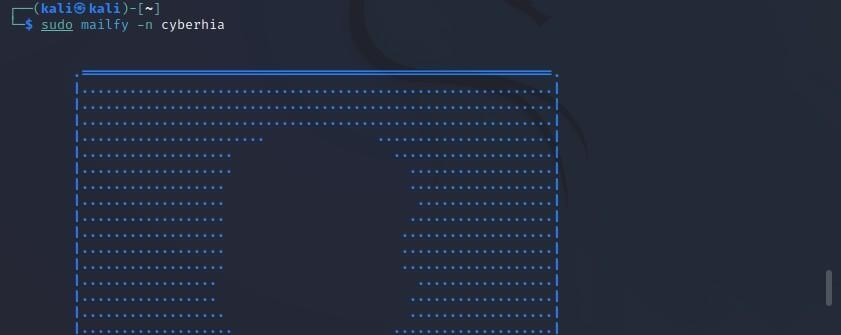 ┌──(kali㉿kali)-[~]
└─$ sudo mailfy -n cyberhia